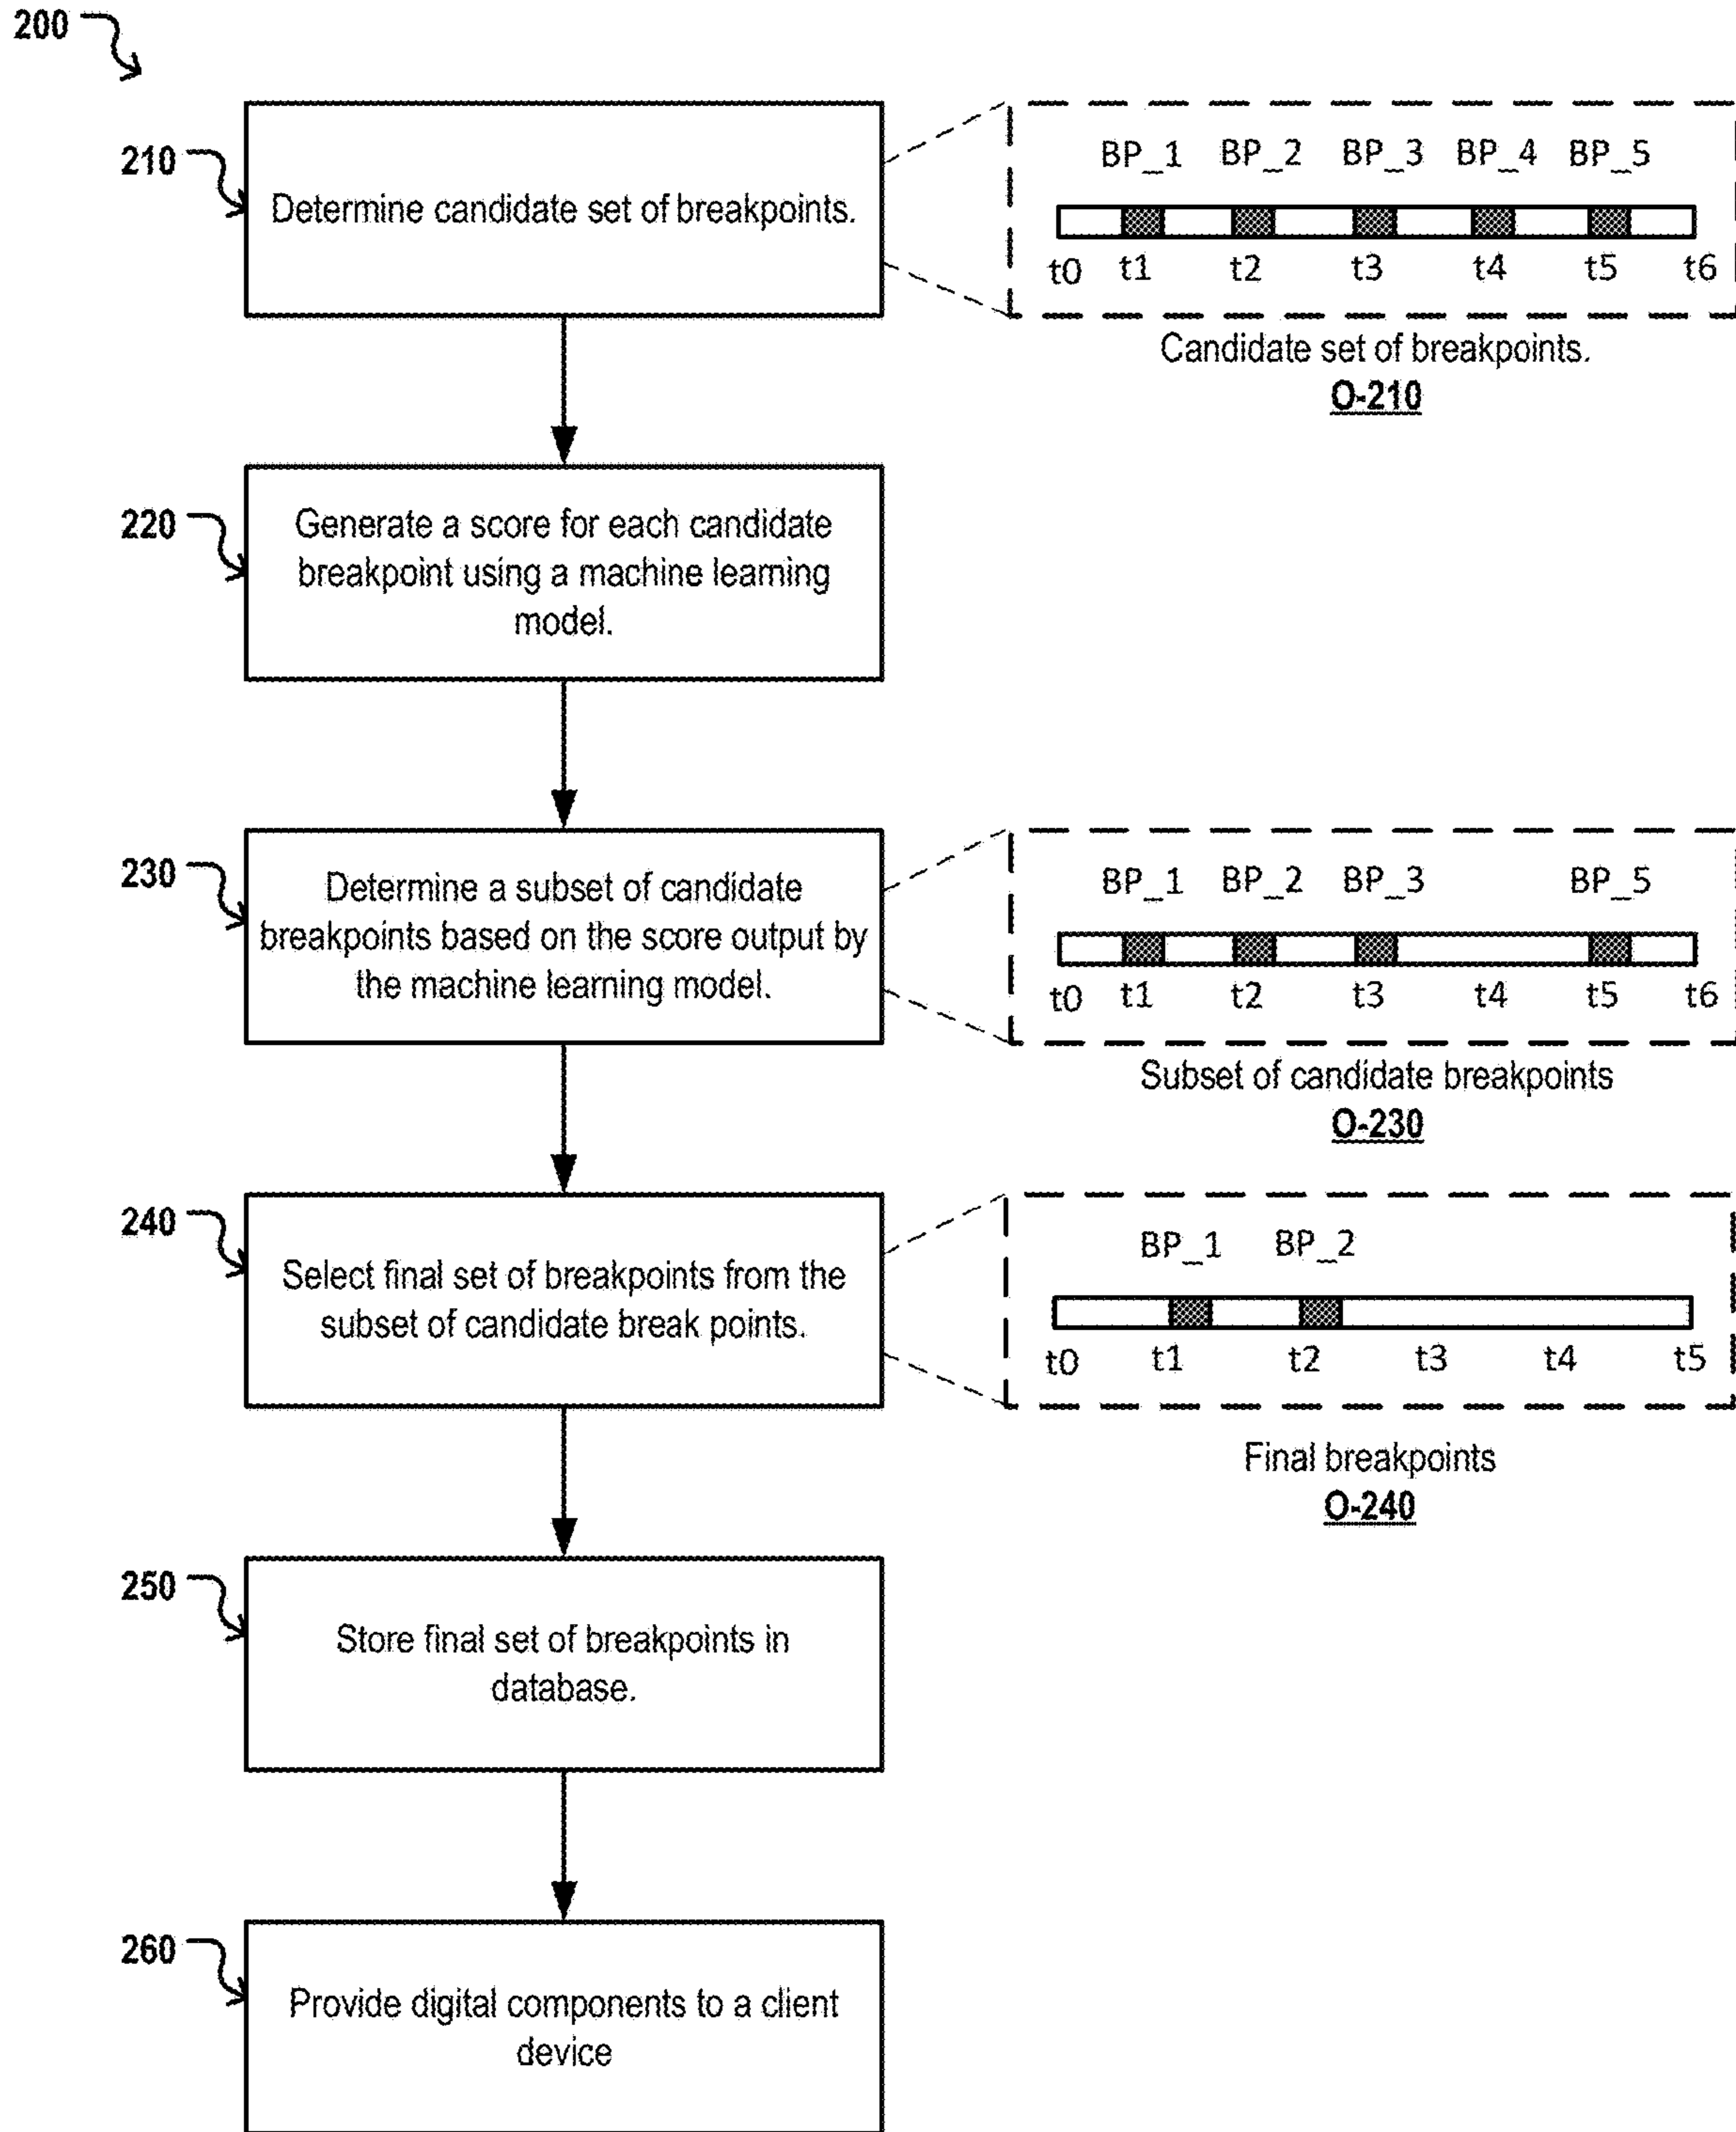 200
210
Determine candidate set of breakpoints.
BP_1 BP_2 BP_3 BP_4 BP_5
t0 t1 t2 t3 t4 t5 t6
Candidate set of breakpoints.
O-210
220
Generate a score for each candidate
breakpoint using a machine learning
model.
230
Determine a subset of candidate
breakpoints based on the score output by
the machine learning model.
BP_1 BP_2 BP_3 BP_5
t0 t1 t2 t3 t4 t5 t6
Subset of candidate breakpoints
O-230
240
Select final set of breakpoints from the
subset of candidate break points.
BP_1 BP_2
t0 t1 t2 t3 t4 t5
Final breakpoints
O-240
250
Store final set of breakpoints in
database.
260
Provide digital components to a client
device